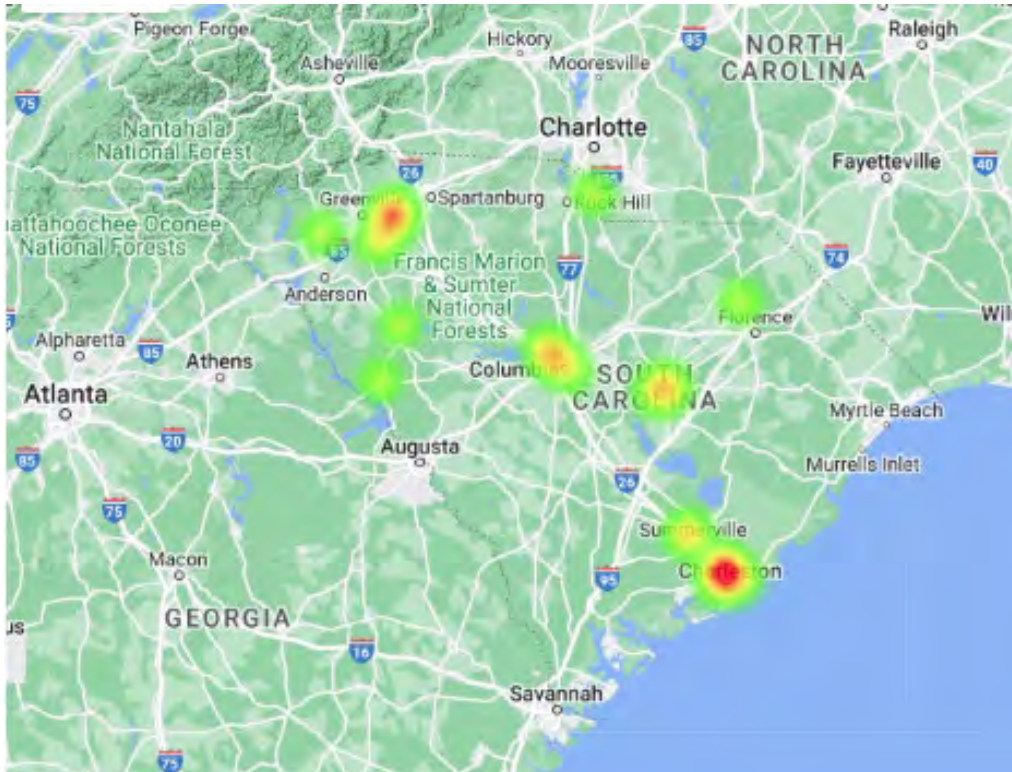 Pigeon Forge
Hickory
85
NORTH
CAROLINA
Raleigh
Asheville
Mooresville
75
Nantahala
National Forest
Charlotte
26
Fayetteville
40
Greenville
Spartanburg
Rock Hill
attahoochee Oconee
National Forests
85
Francis Marion
& Sumter
National
Forests
77
74
Anderson
Florence
Wil
Alpharetta
85
Athens
Atlanta
SOUTH
CAROLINA
Myrtle Beach
20
Augusta
85
Murrells Inlet
26
75
Summerville
Macon
95
Charleston
GEORGIA
us
16
Savannah
75